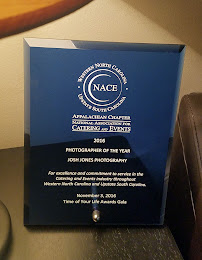 WESTERN NORTH CAROLINA
NACE
UPSTATE SOUTH CAROLINA
APPALACHIAN CHAPTER
NATIONAL ASSOCIATION FOR
CATERING AND EVENTS
2016
PHOTOGRAPHER OF THE YEAR
JOSH JONES PHOTOGRAPHY
For excellence and commitment to service in the
Catering and Events Industry throughout
Western North Carolina and Upstate South Carolina.
November 3, 2016
Time of Your Life Awards Gala